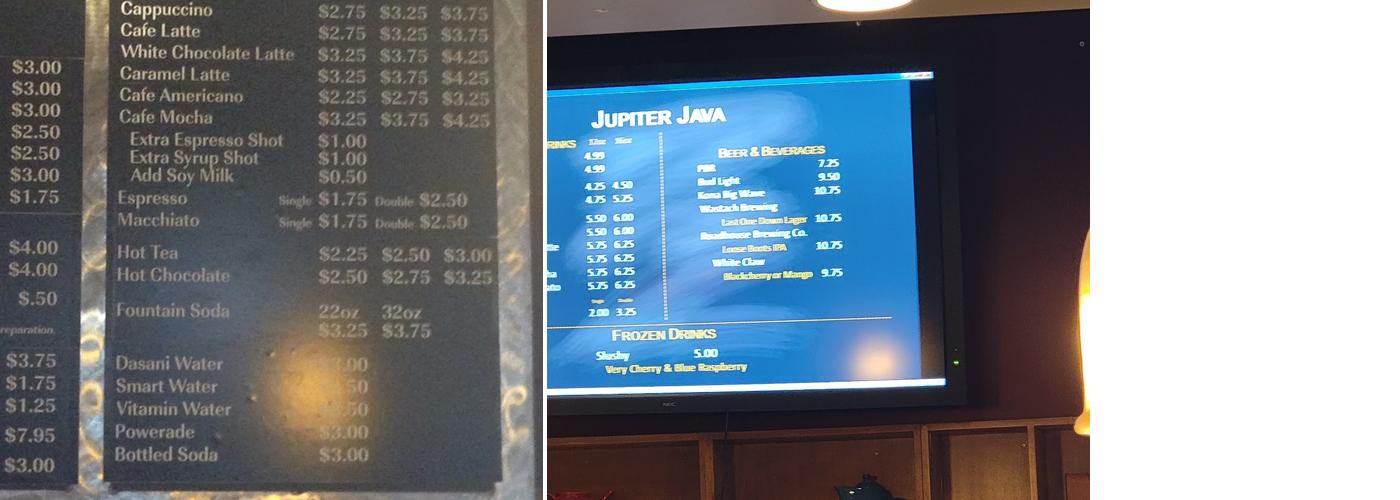 $3.00
$3.00
$3.00
$2.50
$2.50
$3.00
$1.75
$4.00
$4.00
$.50
reparation.
$3.75
$1.75
$1.25
$7.95
$3.00
Cappuccino $2.75 $3.25 $3.75
Cafe Latte $2.75 $3.25 $3.75
White Chocolate Latte $3.25 $3.75 $4.25
Caramel Latte $3.25 $3.75 $4.25
Cafe Americano $2.25 $2.75 $3.25
Cafe Mocha $3.25 $3.75 $4.25
Extra Espresso Shot $1.00
Extra Syrup Shot $1.00
Add Soy Milk $0.50
Espresso Single $1.75 Double $2.50
Macchiato Single $1.75 Double $2.50
Hot Tea $2.25 $2.50 $3.00
Hot Chocolate $2.50 $2.75 $3.25
Fountain Soda 22oz 32oz
$3.25 $3.75
Dasani Water
Smart Water
Vitamin Water
Powerade $3.00
Bottled Soda $3.00
JUPITER JAVA
RINKS
4.99
4.99
4.25 4.50
4.75 5.25
5.50 6.00
5.50 6.00
5.75 6.25
5.75 6.25
5.75 6.25
Single Double
2.00 3.25
BEER & BEVERAGES
PBR 7.25
Bud Light 9.50
Kona Big Wave 10.75
Wasatch Brewing
Last One Down Lager 10.75
Roadhouse Brewing Co.
Loose Boots IPA 10.75
White Claw
Blackcherry or Mango 9.75
FROZEN DRINKS
Slushy 5.00
Very Cherry & Blue Raspberry
NEC